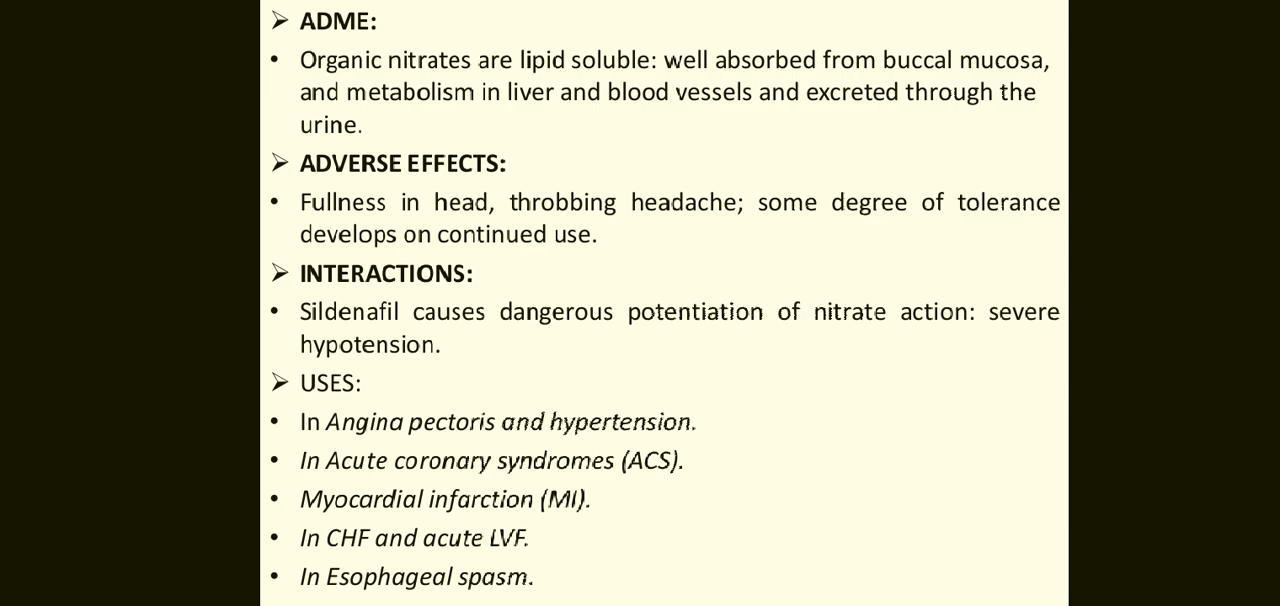 ➢ ADME:
• Organic nitrates are lipid soluble: well absorbed from buccal mucosa,
and metabolism in liver and blood vessels and excreted through the
urine.
➢ ADVERSE EFFECTS:
• Fullness in head, throbbing headache; some degree of tolerance
develops on continued use.
➢ INTERACTIONS:
• Sildenafil causes dangerous potentiation of nitrate action: severe
hypotension.
➢ USES:
• In Angina pectoris and hypertension.
• In Acute coronary syndromes (ACS).
• Myocardial infarction (MI).
• In CHF and acute LVF.
• In Esophageal spasm.